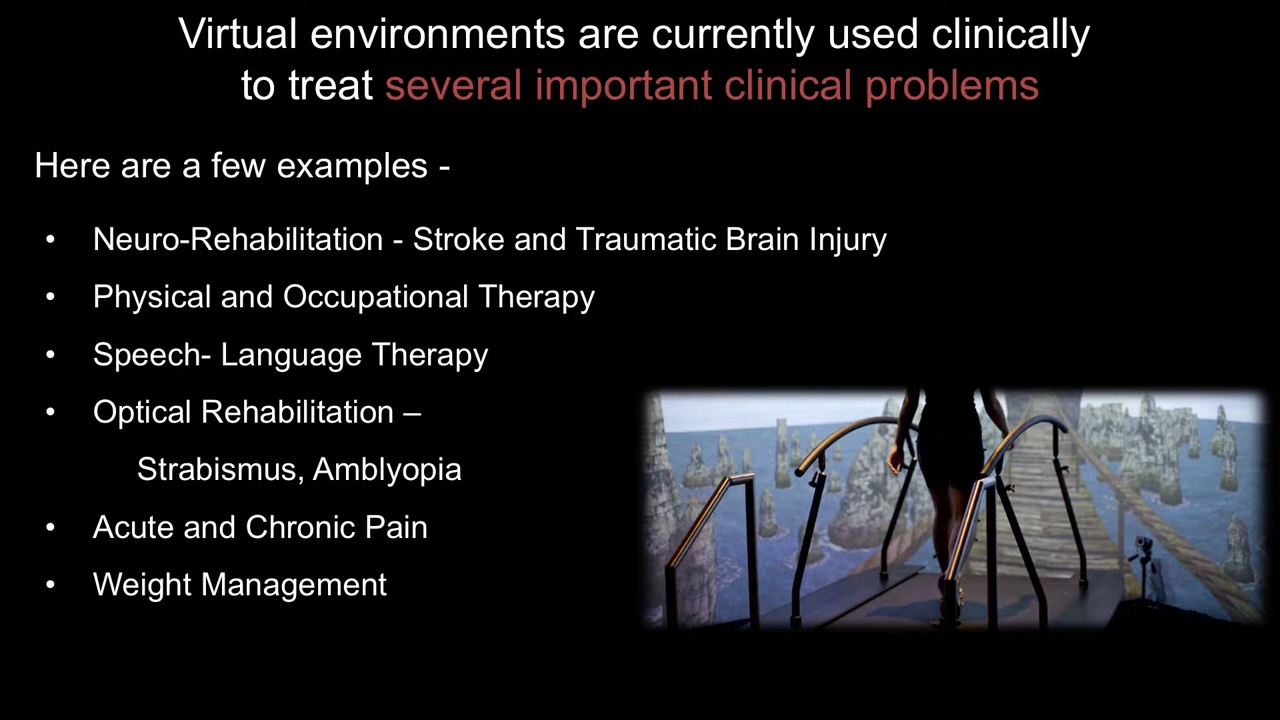 Virtual environments are currently used clinically
to treat several important clinical problems
Here are a few examples -
• Neuro-Rehabilitation - Stroke and Traumatic Brain Injury
• Physical and Occupational Therapy
• Speech- Language Therapy
• Optical Rehabilitation –
Strabismus, Amblyopia
• Acute and Chronic Pain
• Weight Management